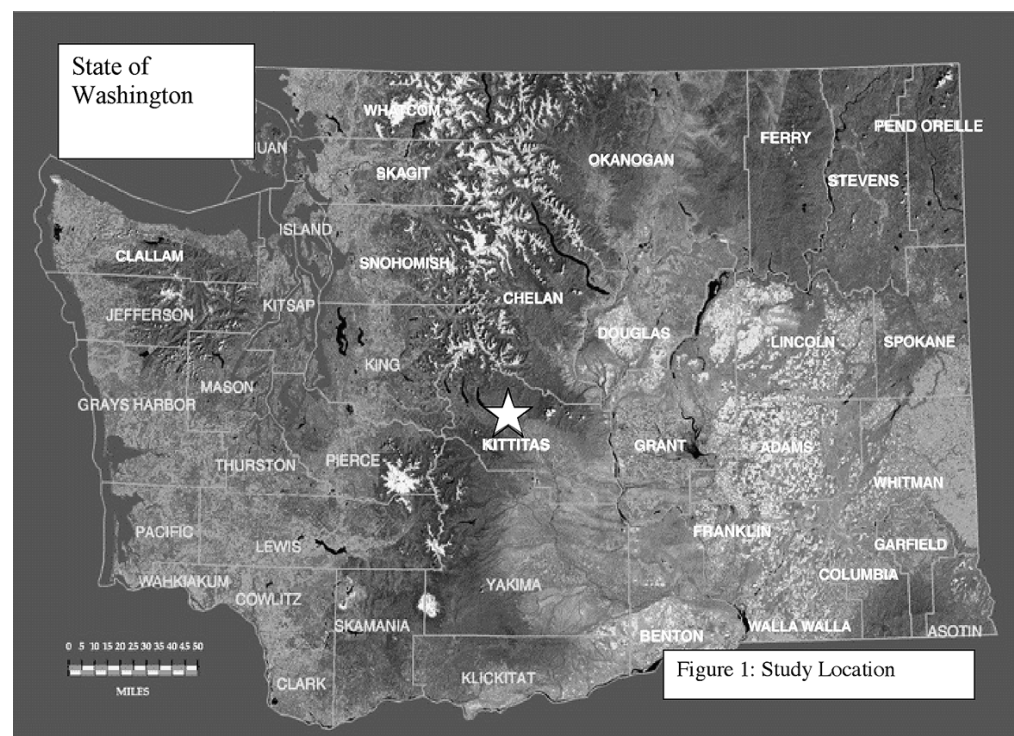 State of
Washington
WHATCOM
FERRY
PEND OREILLE
UAN
SKAGIT
OKANOGAN
STEVENS
ISLAND
CLALLAM
SNOHOMISH
KITSAP
CHELAN
JEFFERSON
DOUGLAS
LINCOLN
SPOKANE
KING
MASON
GRAYS HARBOR
KITTITAS
GRANT
ADAMS
THURSTON
PIERCE
WHITMAN
PACIFIC
LEWIS
FRANKLIN
GARFIELD
COLUMBIA
WAHKIAKUM
YAKIMA
COWLITZ
SKAMANIA
BENTON
WALLA WALLA
ASOTIN
0 5 10 15 20 25 30 35 40 45 50
MILES
CLARK
KLICKITAT
Figure 1: Study Location